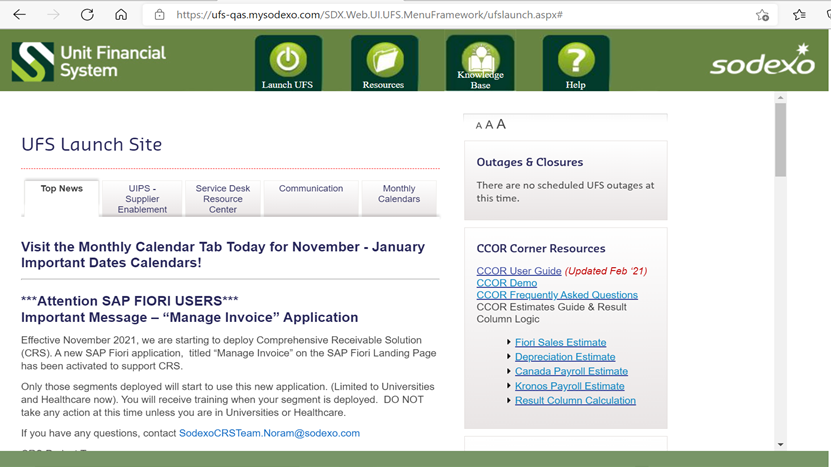 https://ufs-qas.mysodexo.com/SDX.Web.UI.UFS.MenuFramework/ufslaunch.aspx#
Unit Financial
System
Launch UFS
Resources
Knowledge
Base
Help
sodexo
UFS Launch Site
Top News
UIPS -
Supplier
Enablement
Service Desk
Resource
Center
Communication
Monthly
Calendars
Visit the Monthly Calendar Tab Today for November - January
Important Dates Calendars!
***Attention SAP FIORI USERS***
Important Message – “Manage Invoice” Application
Effective November 2021, we are starting to deploy Comprehensive Receivable Solution
(CRS). A new SAP Fiori application, titled “Manage Invoice” on the SAP Fiori Landing Page
has been activated to support CRS.
Only those segments deployed will start to use this new application. (Limited to Universities
and Healthcare now). You will receive training when your segment is deployed. DO NOT
take any action at this time unless you are in Universities or Healthcare.
If you have any questions, contact SodexoCRSTeam.Noram@sodexo.com
A A A
Outages & Closures
There are no scheduled UFS outages at
this time.
CCOR Corner Resources
CCOR User Guide (Updated Feb ‘21)
CCOR Demo
CCOR Frequently Asked Questions
CCOR Estimates Guide & Result
Column Logic
Fiori Sales Estimate
Depreciation Estimate
Canada Payroll Estimate
Kronos Payroll Estimate
Result Column Calculation